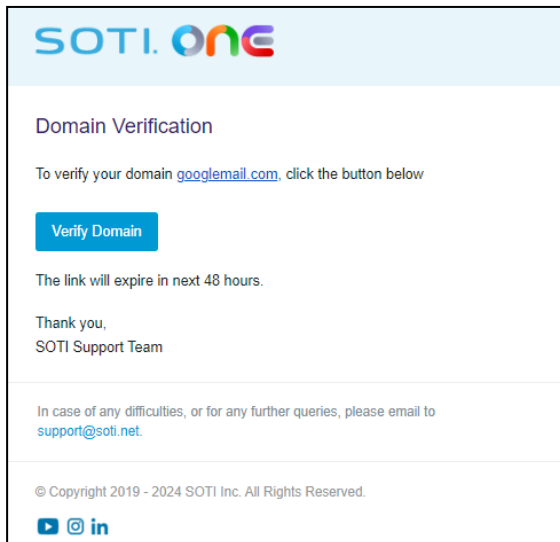 SOTI. ONE
Domain Verification
To verify your domain googlemail.com, click the button below
Verify Domain
The link will expire in next 48 hours.
Thank you,
SOTI Support Team
In case of any difficulties, or for any further queries, please email to
support@soti.net.
© Copyright 2019 - 2024 SOTI Inc. All Rights Reserved.
in